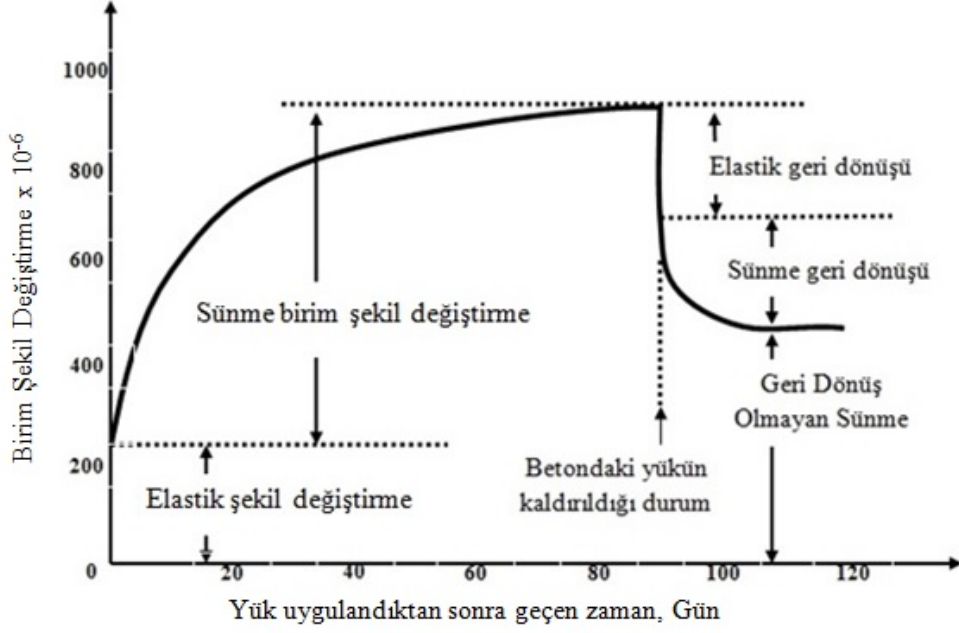 1000
800
600
400
200
0
Birim Şekil Değiştirme x 10-6
Elastik geri dönüşü
Sünme geri dönüşü
Sünme birim şekil değiştirme
Geri Dönüş
Olmayan Sünme
Elastik şekil değiştirme
Betondaki yükün
kaldırıldığı durum
20 40 60 80 100 120
Yük uygulandıktan sonra geçen zaman, Gün